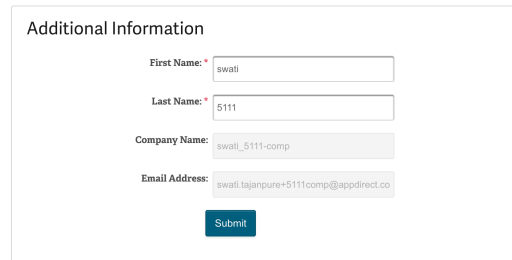 Additional Information
First Name: *
swati
Last Name: *
5111
Company Name:
swati_5111-comp
Email Address:
swati.tajanpure+5111comp@appdirect.co
Submit